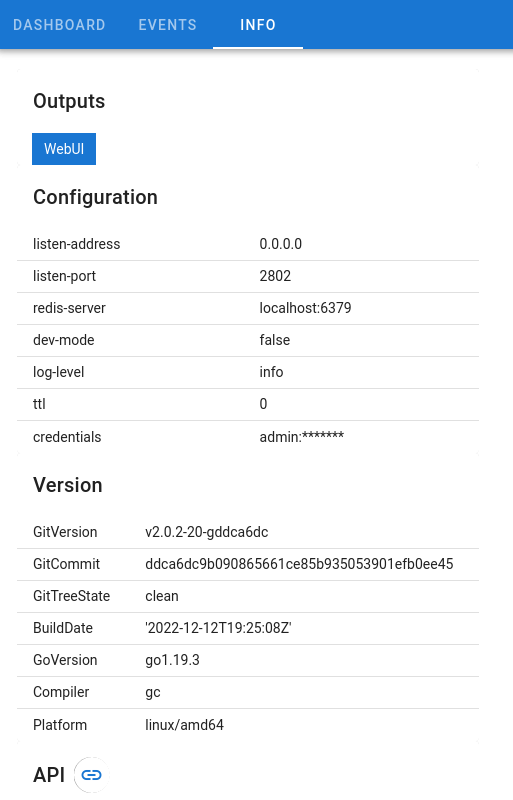 DASHBOARD EVENTS INFO
Outputs
WebUI
Configuration
listen-address 0.0.0.0
listen-port 2802
redis-server localhost:6379
dev-mode false
log-level info
ttl 0
credentials admin:*******
Version
GitVersion v2.0.2-20-gddca6dc
GitCommit ddca6dc9b090865661ce85b935053901efb0ee45
GitTreeState clean
BuildDate '2022-12-12T19:25:08Z'
GoVersion go1.19.3
Compiler gc
Platform linux/amd64
API